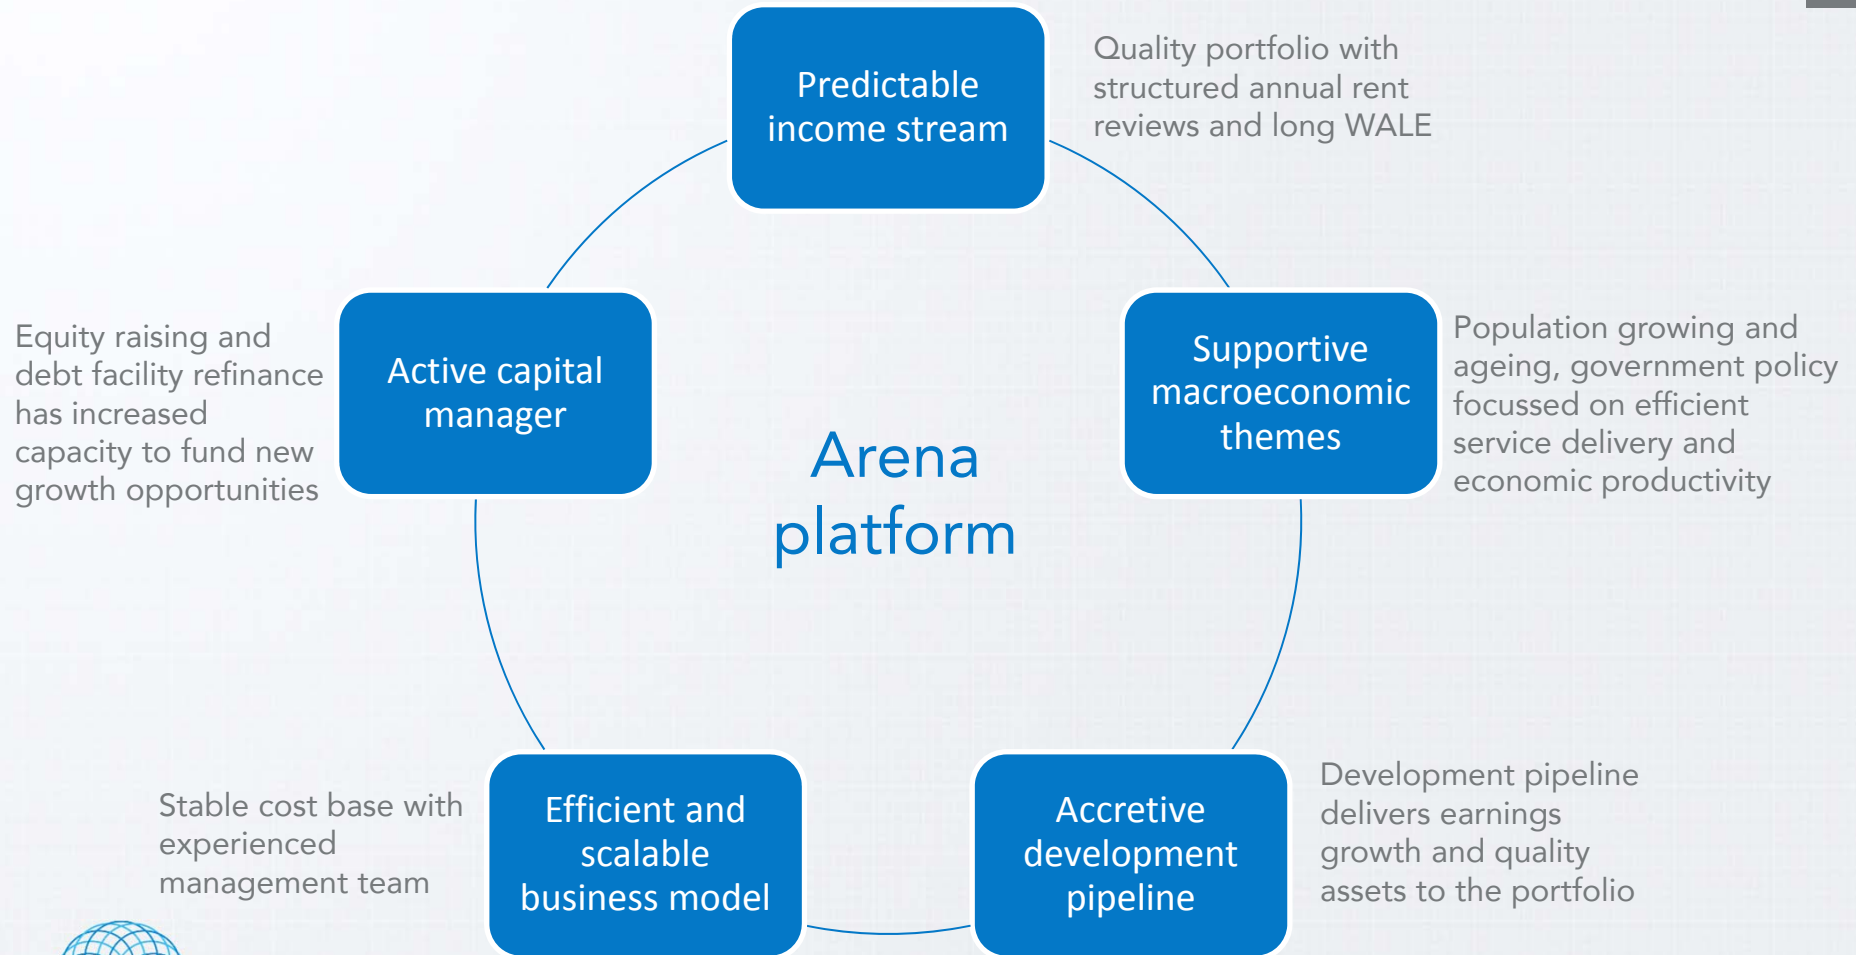 Predictable
income stream
Quality portfolio with
structured annual rent
reviews and long WALE
Supportive
macroeconomic
themes
Population growing and
ageing, government policy
focussed on efficient
service delivery and
economic productivity
Accretive
development
pipeline
Development pipeline
delivers earnings
growth and quality
assets to the portfolio
Efficient and
scalable
business model
Stable cost base with
experienced
management team
Active capital
manager
Equity raising and
debt facility refinance
has increased
capacity to fund new
growth opportunities
Arena
platform